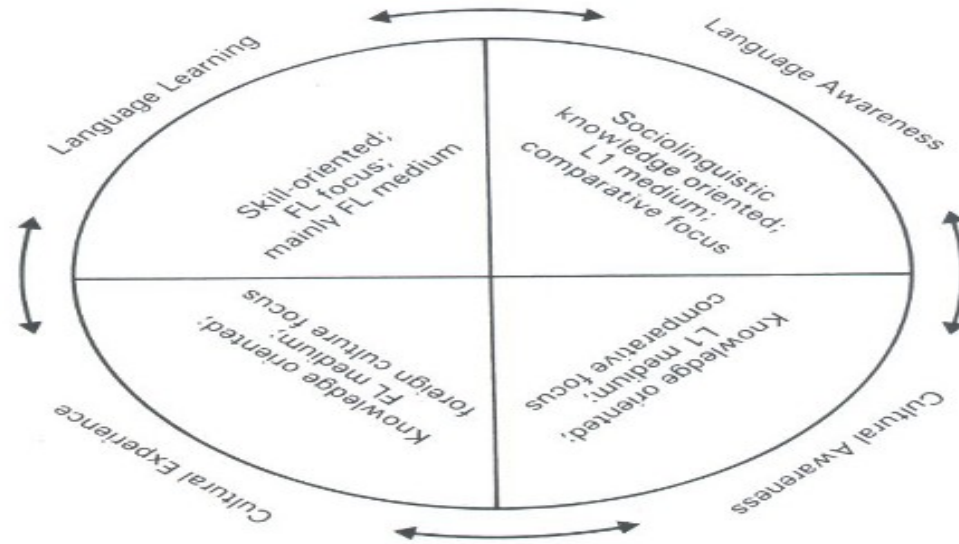 Language Learning
Language Awareness
Skill-oriented;
FL focus;
mainly FL medium
Sociolinguistic
knowledge oriented;
L1 medium;
comparative focus
Knowledge oriented;
FL medium;
foreign culture focus
Knowledge oriented;
L1 medium;
comparative focus
Cultural Experience
Cultural Awareness